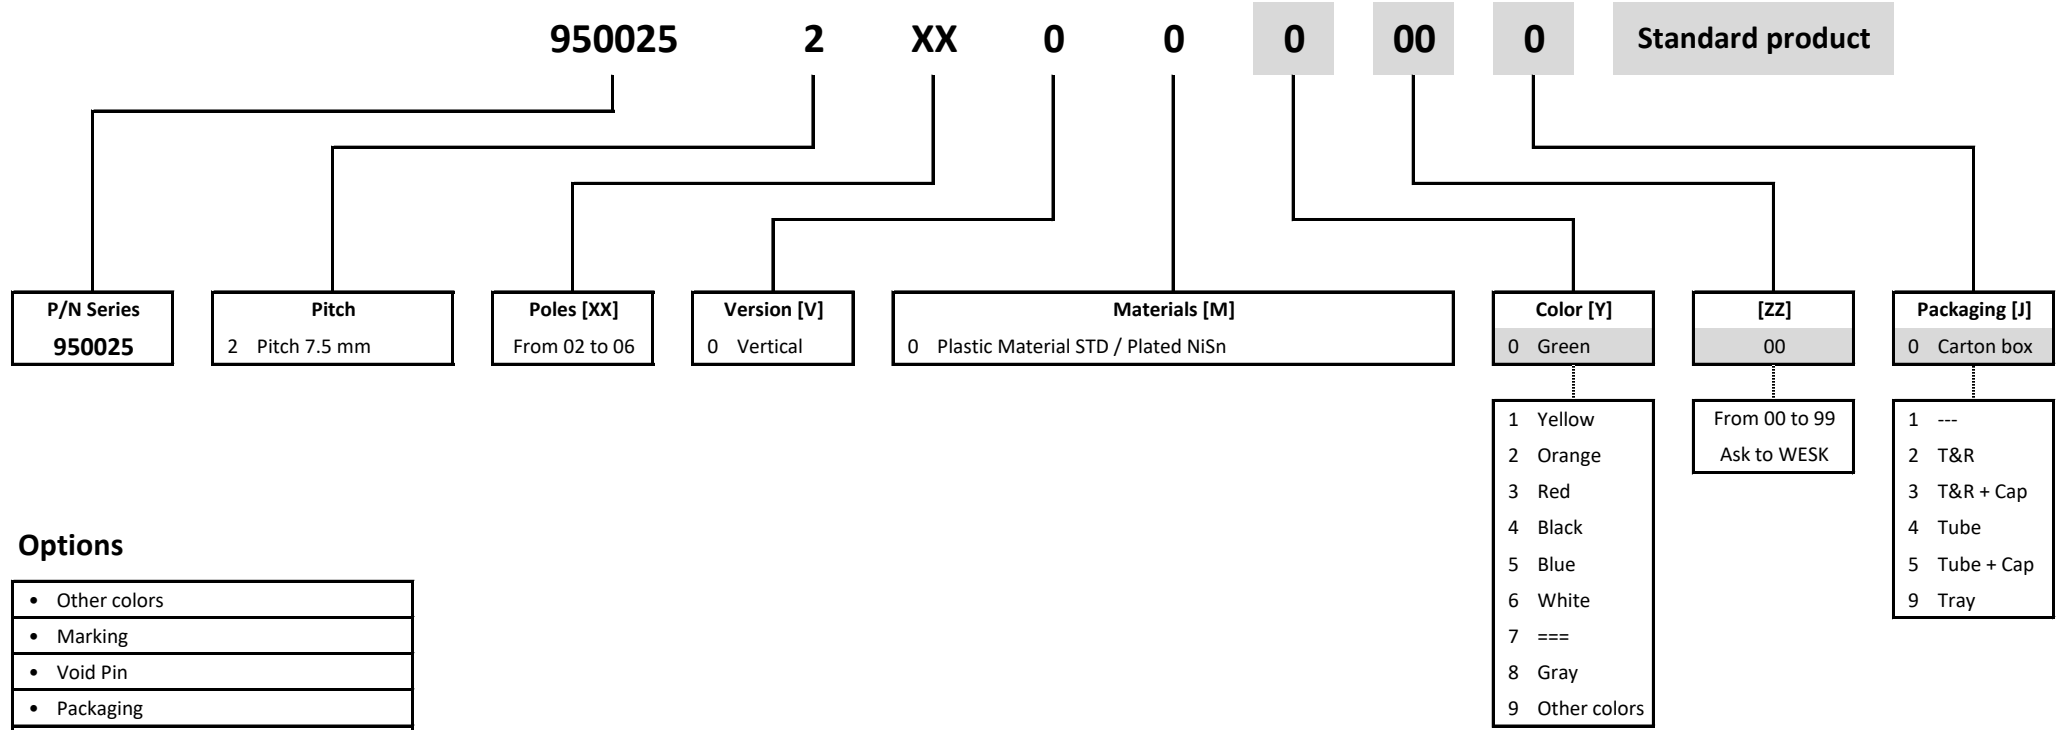 950025 2 XX 0 0 0 00 0 Standard product
P/N Series
950025
Pitch
2 Pitch 7.5 mm
Poles [XX]
From 02 to 06
Version [V]
0 Vertical
Materials [M]
0 Plastic Material STD / Plated NiSn
Color [Y]
0 Green
1 Yellow
2 Orange
3 Red
4 Black
5 Blue
6 White
7 ===
8 Gray
9 Other colors
[ZZ]
00
From 00 to 99
Ask to WESK
Packaging [J]
0 Carton box
1 ---
2 T&R
3 T&R + Cap
4 Tube
5 Tube + Cap
9 Tray
Options
• Other colors
• Marking
• Void Pin
• Packaging